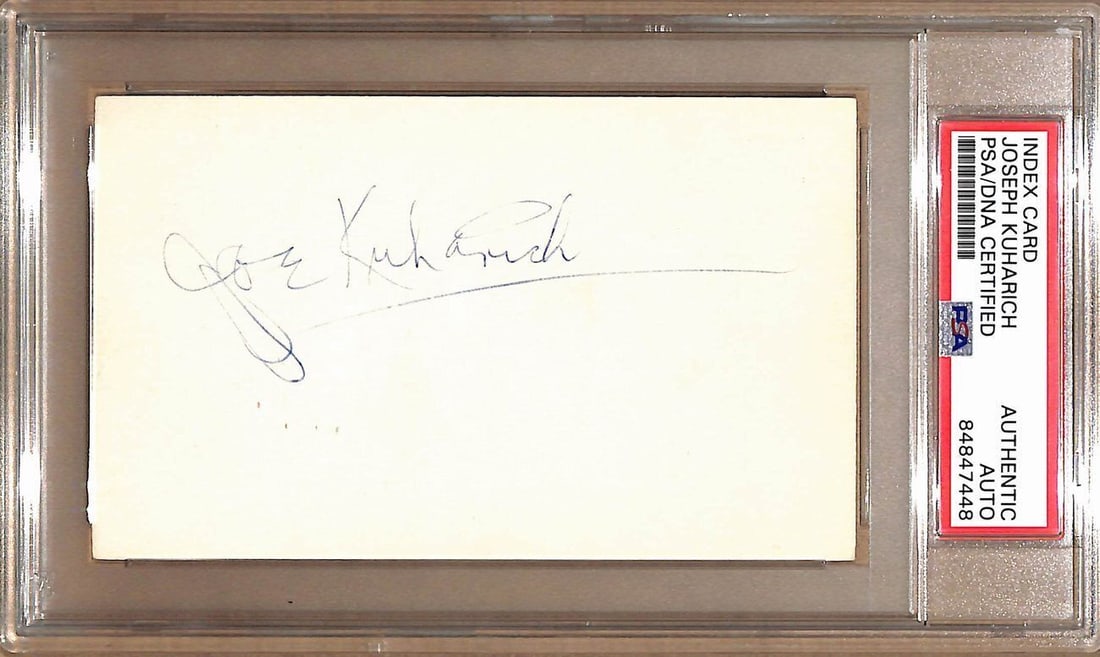 Joe Kuharich
INDEX CARD
JOSEPH KUHARICH
PSA/DNA CERTIFIED
PSA
AUTHENTIC
AUTO
84847448